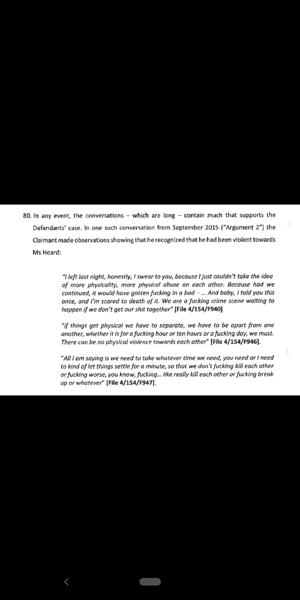 80. In any event, the conversations – which are long – contain much that supports the
Defendants' case. In one such conversation from September 2015 ("Argument 2") the
Claimant made observations showing that he recognized that he had been violent towards
Ms Heard:
"I left last night, honestly, I swear to you, because I just couldn't take the idea
of more physicality, more physical abuse on each other. Because had we
continued, it would have gotten fucking in a bad – ... And baby, I told you this
once, and I'm scared to death of it. We are a fucking crime scene waiting to
happen if we don't get our shit together" [File 4/154/F940]
"if things get physical we have to separate, we have to be apart from one
another, whether it is for a fucking hour or ten hours or a fucking day, we must.
There can be no physical violence towards each other" [File 4/154/F946].
"All I am saying is we need to take whatever time we need, you need or I need
to kind of let things settle for a minute, so that we don't fucking kill each other
or fucking worse, you know, fucking... like really kill each other or fucking break
up or whatever" [File 4/154/F947].